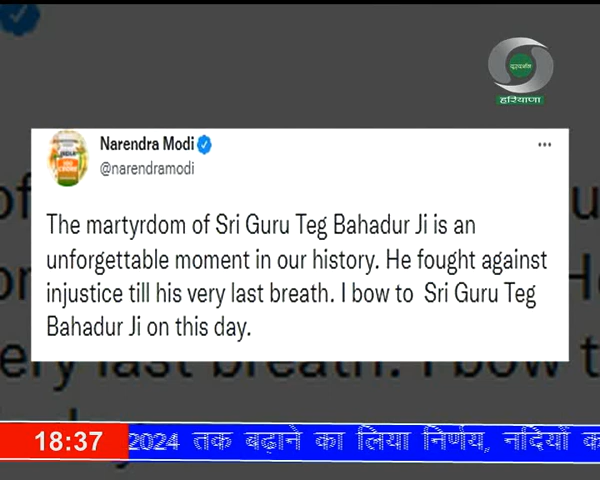 दूरदर्शन
हरियाणा
Narendra Modi
@narendramodi
The martyrdom of Sri Guru Teg Bahadur Ji is an
unforgettable moment in our history. He fought against
injustice till his very last breath. I bow to Sri Guru Teg
Bahadur Ji on this day.
18:37 2024 तक बढ़ाने का लिया निर्णय, नदियों